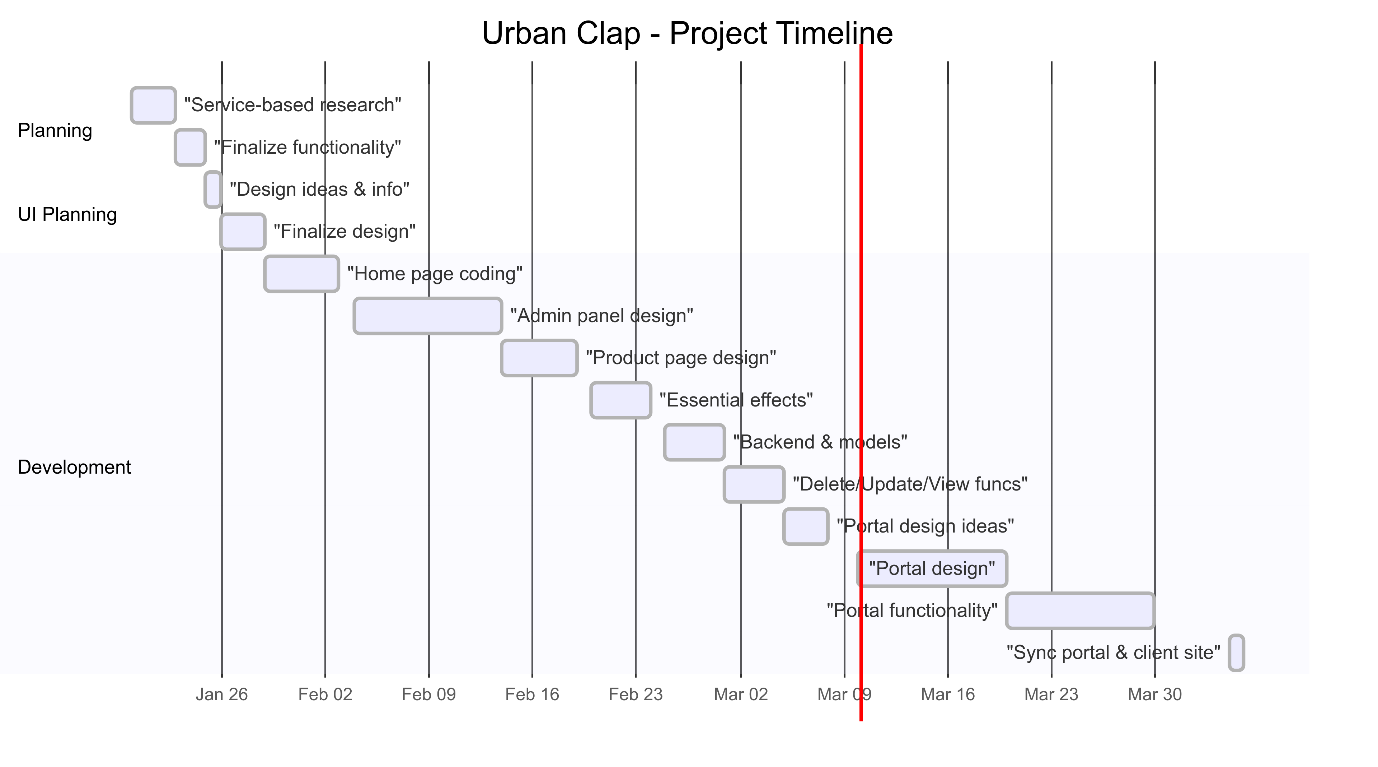 Urban Clap - Project Timeline
Planning
"Service-based research"
"Finalize functionality"
UI Planning
"Design ideas & info"
"Finalize design"
Development
"Home page coding"
"Admin panel design"
"Product page design"
"Essential effects"
"Backend & models"
"Delete/Update/View funcs"
"Portal design ideas"
"Portal design"
"Portal functionality"
"Sync portal & client site"
Jan 26 Feb 02 Feb 09 Feb 16 Feb 23 Mar 02 Mar 09 Mar 16 Mar 23 Mar 30